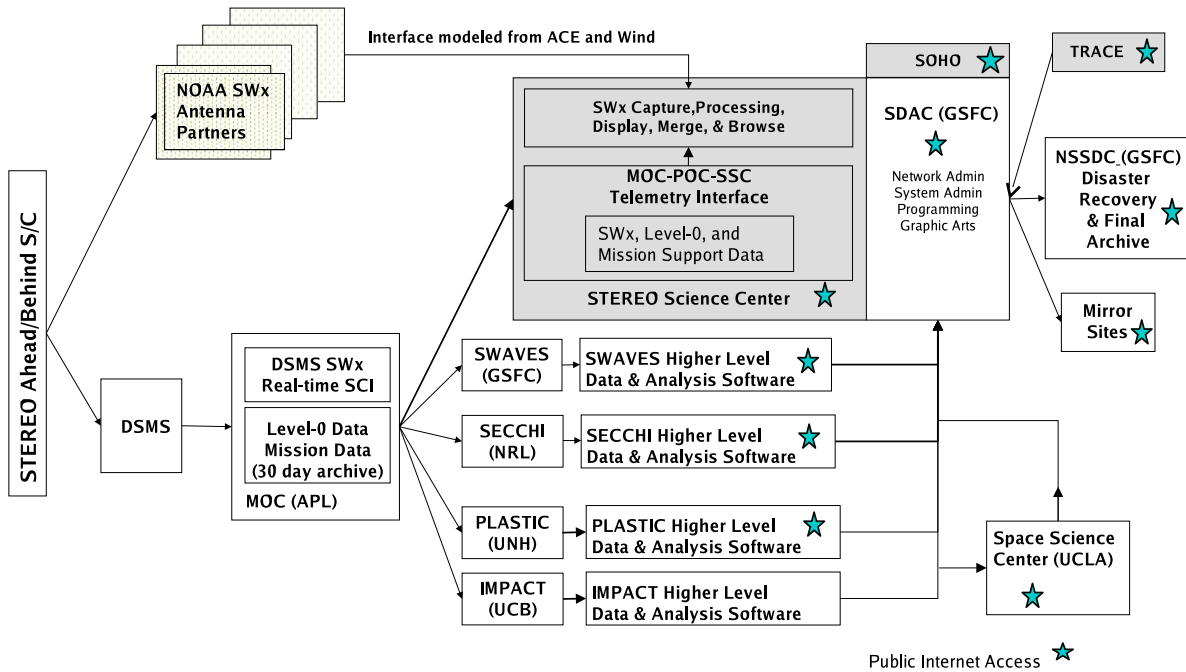 Interface modeled from ACE and Wind
NOAA SWx
Antenna
Partners
STEREO Ahead/Behind S/C
DSMS
DSMS SWx
Real-time SCI
Level-0 Data
Mission Data
(30 day archive)
MOC (APL)
SWx Capture,Processing,
Display, Merge, & Browse
MOC-POC-SSC
Telemetry Interface
SWx, Level-0, and
Mission Support Data
STEREO Science Center
SOHO
SDAC (GSFC)
Network Admin
System Admin
Programming
Graphic Arts
TRACE
NSSDC_(GSFC)
Disaster
Recovery
& Final
Archive
Mirror
Sites
SWAVES
(GSFC)
SWAVES Higher Level
Data & Analysis Software
SECCHI
(NRL)
SECCHI Higher Level
Data & Analysis Software
PLASTIC
(UNH)
PLASTIC Higher Level
Data & Analysis Software
IMPACT
(UCB)
IMPACT Higher Level
Data & Analysis Software
Space Science
Center (UCLA)
Public Internet Access